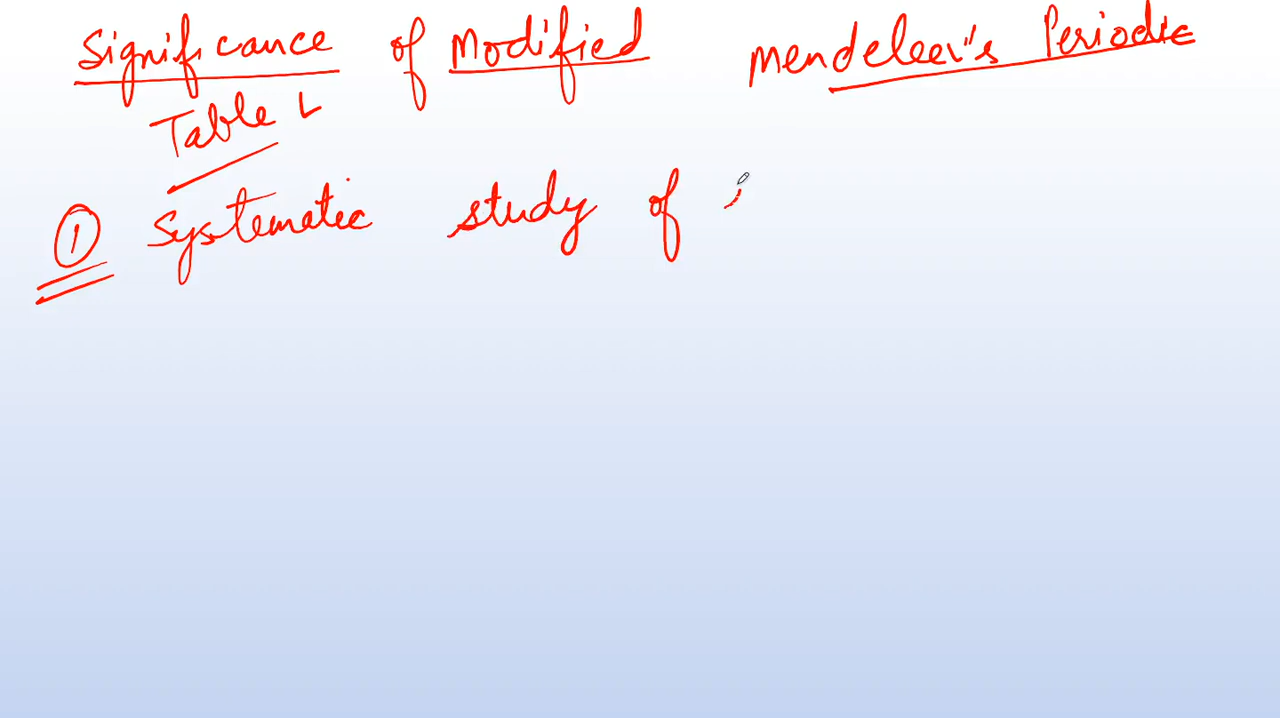 Significance of Modified Mendeleev's Periodic
Table
① Systematic study of